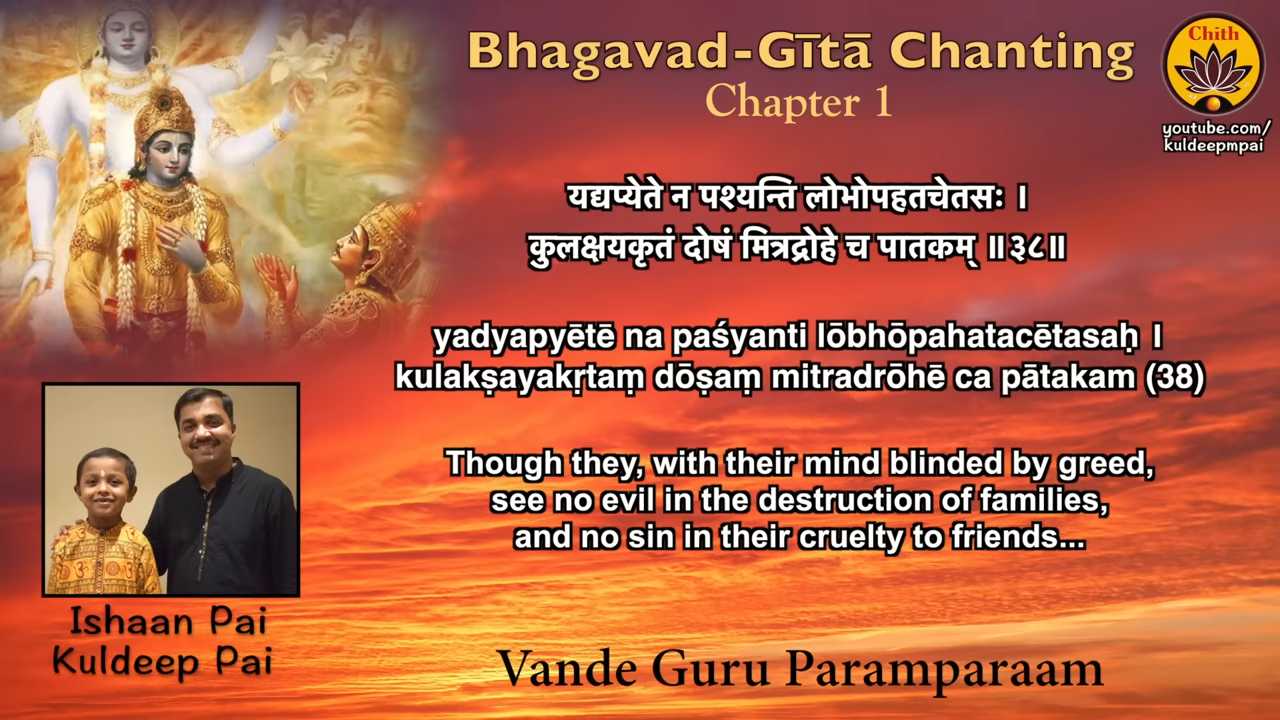 Bhagavad-Gītā Chanting
Chapter 1
Chith
youtube.com/
kuldeepmpai
यद्यप्येते न पश्यन्ति लोभोपहतचेतसः ।
कुलक्षयकृतं दोषं मित्रद्रोहे च पातकम् ॥३८॥
yadyapyētē na paśyanti lōbhōpahatacētasaḥ ।
kulakṣayakṛtaṃ dōṣaṃ mitradrōhē ca pātakam (38)
Though they, with their mind blinded by greed,
see no evil in the destruction of families,
and no sin in their cruelty to friends...
Ishaan Pai
Kuldeep Pai
Vande Guru Paramparaam